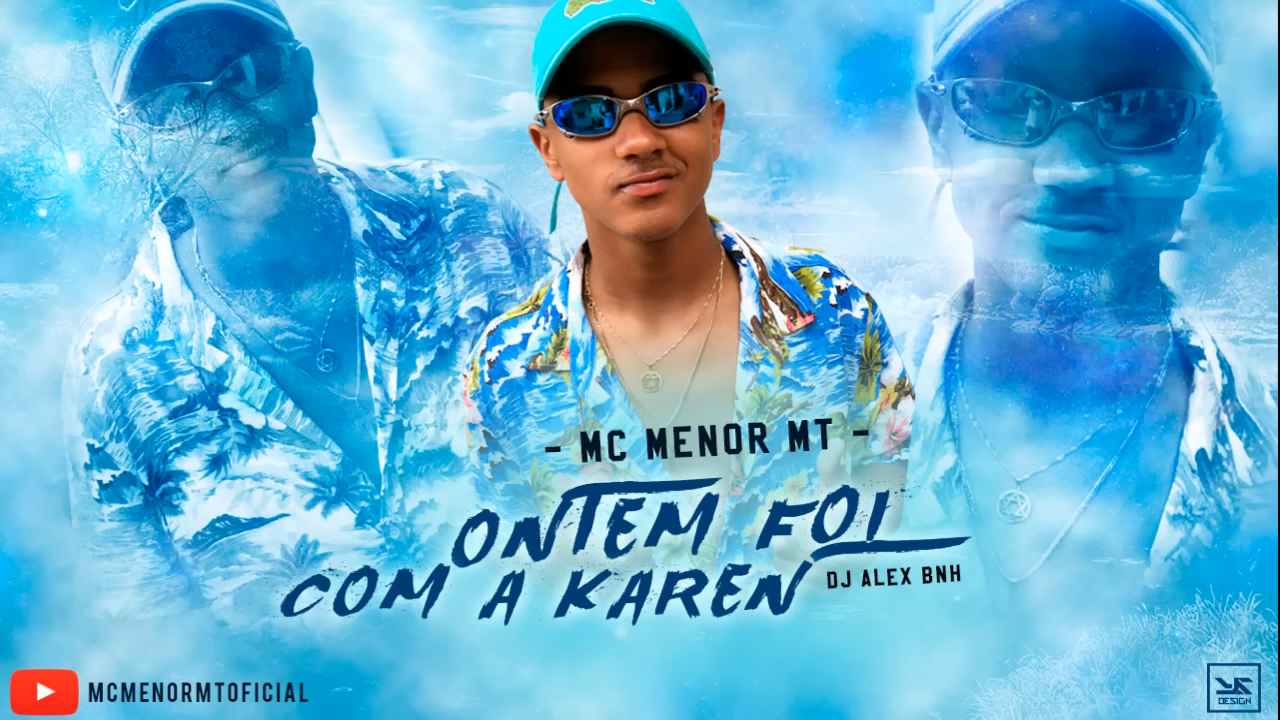 - MC MENOR MT -
ONTEM FOI
COM A KAREN
DJ ALEX BNH
MCMENORMTOFICIAL
DESIGN